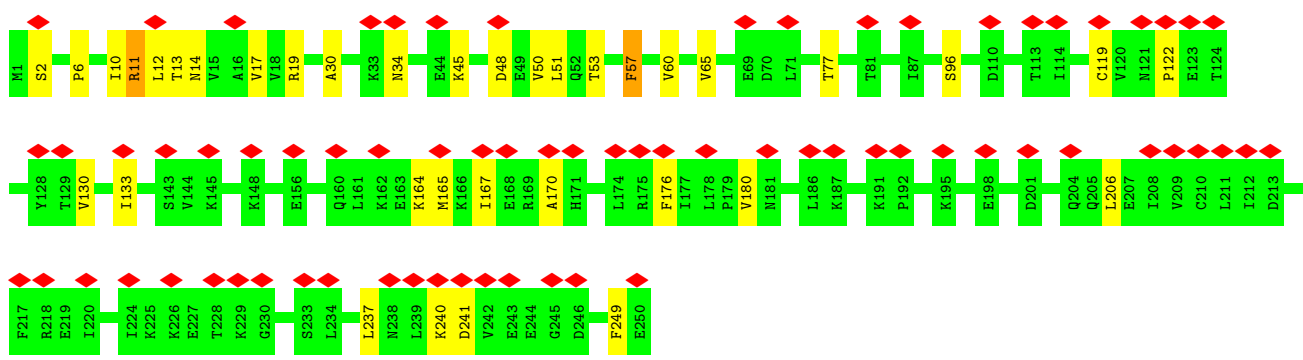 M1 S2 P6 I10 R11 L12 T13 N14 V15 A16 V17 V18 R19 A30 K33 N34 E44 K45 D48 E49 V50 L51 Q52 T53 F57 V60 V65 E69 D70 L71 T77 T81 I87 S96 D110 T113 I114 C119 V120 N121 P122 E123 T124
Y128 T129 V130 I133 S143 V144 K145 K148 E156 Q160 L161 K162 E163 K164 M165 K166 I167 E168 R169 A170 H171 L174 R175 F176 I177 L178 P179 V180 N181 L186 K187 K191 P192 K195 E198 D201 Q204 Q205 L206 E207 I208 V209 C210 L211 I212 D213
F217 R218 E219 I220 I224 K225 K226 E227 T228 K229 G230 S233 L234 L237 N238 L239 K240 D241 V242 E243 E244 G245 D246 F249 E250